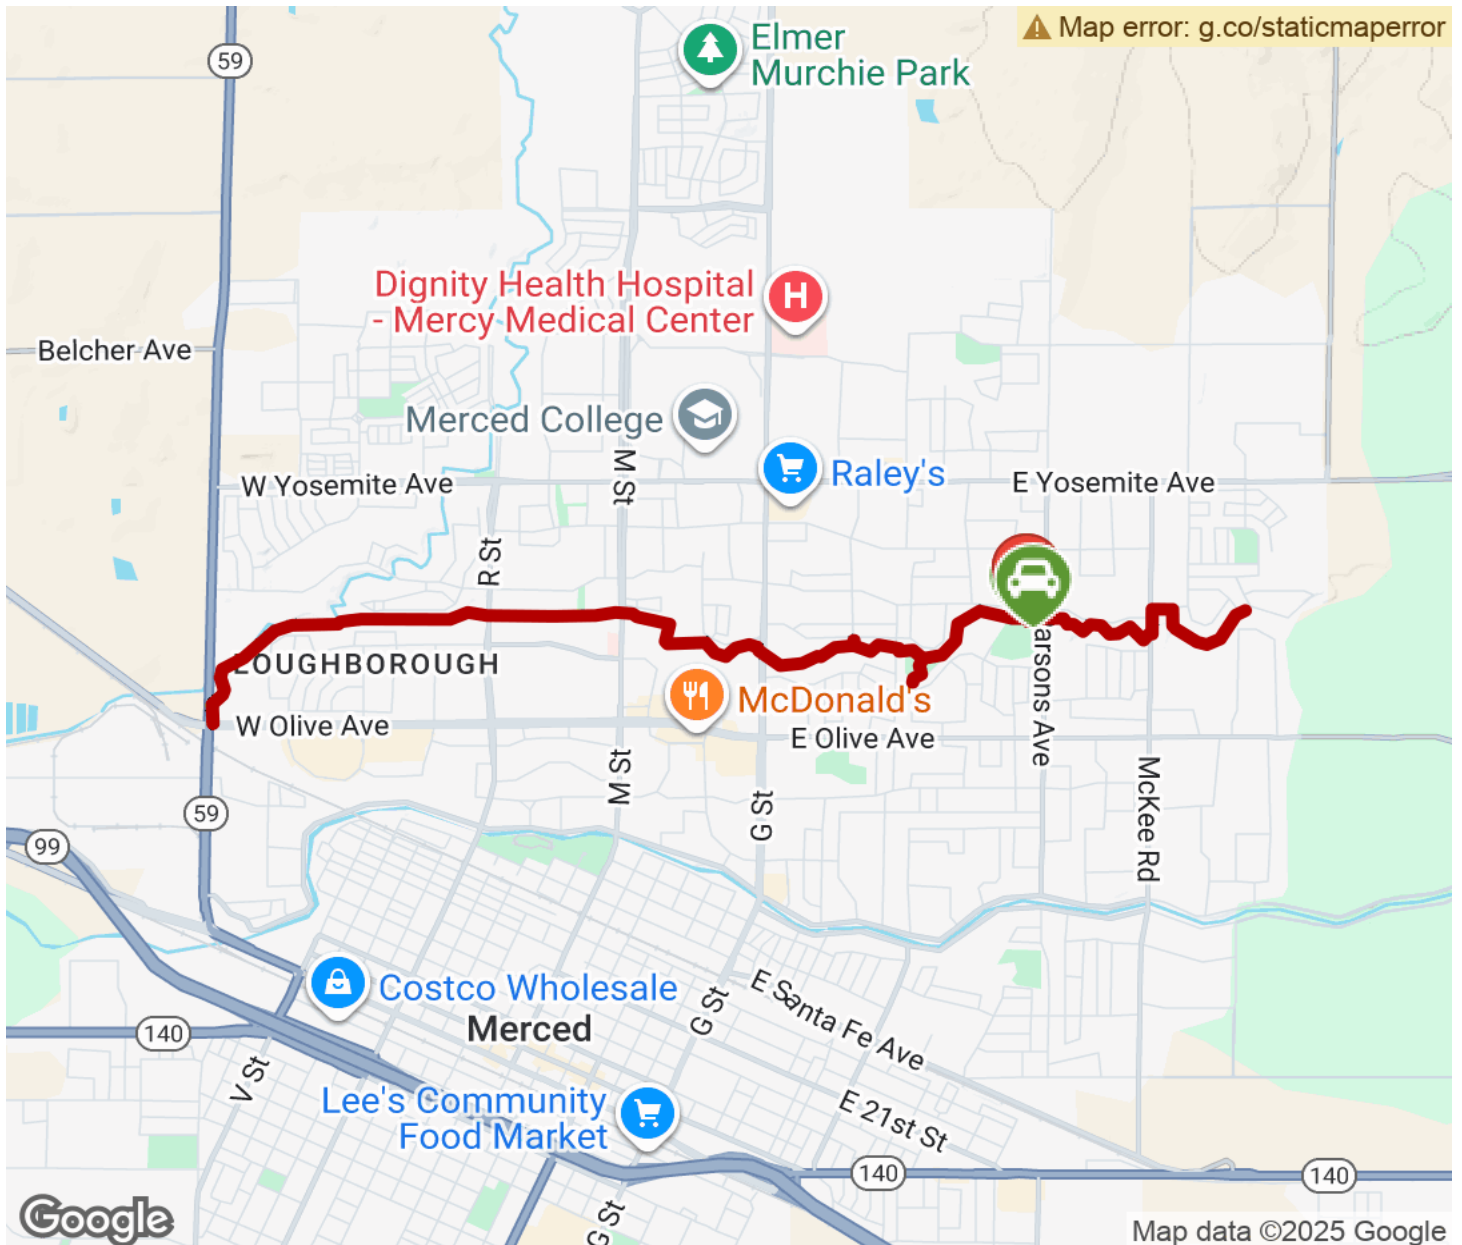 Map error: g.co/staticmaperror
59
Elmer
Murchie Park
Dignity Health Hospital
- Mercy Medical Center
H
Belcher Ave
Merced College
M St
Raley's
W Yosemite Ave
E Yosemite Ave
R St
LOUGHBOROUGH
arsons Ave
McDonald's
W Olive Ave
E Olive Ave
M St
McKee Rd
G St
59
99
Costco Wholesale
E Santa Fe Ave
G St
Merced
140
V St
Lee's Community
Food Market
E 21st St
140
140
G St
Google
Map data ©2025 Google